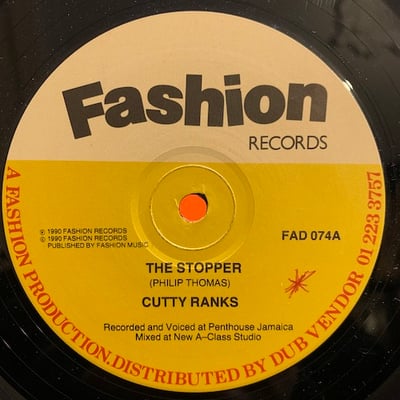 Fashion
RECORDS
℗ 1990 FASHION RECORDS
© 1990 FASHION RECORDS
PUBLISHED BY FASHION MUSIC
FAD 074A
THE STOPPER
(PHILIP THOMAS)
CUTTY RANKS
Recorded and Voiced at Penthouse Jamaica
Mixed at New A-Class Studio
A FASHION PRODUCTION.DISTRIBUTED BY DUB VENDOR 01 223 3757